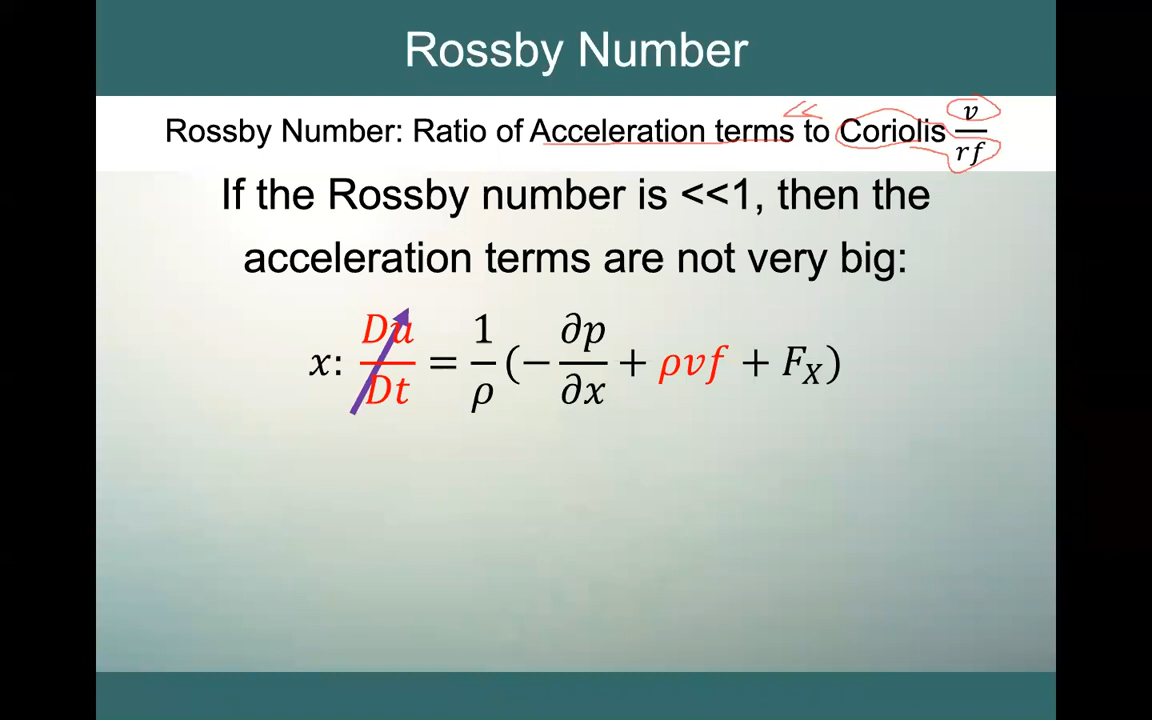 Rossby Number
Rossby Number: Ratio of Acceleration terms to Coriolis v/rf
<<
If the Rossby number is <<1, then the
acceleration terms are not very big:
x: Du/Dt = 1/ρ (− ∂p/∂x + ρvf + F_X)